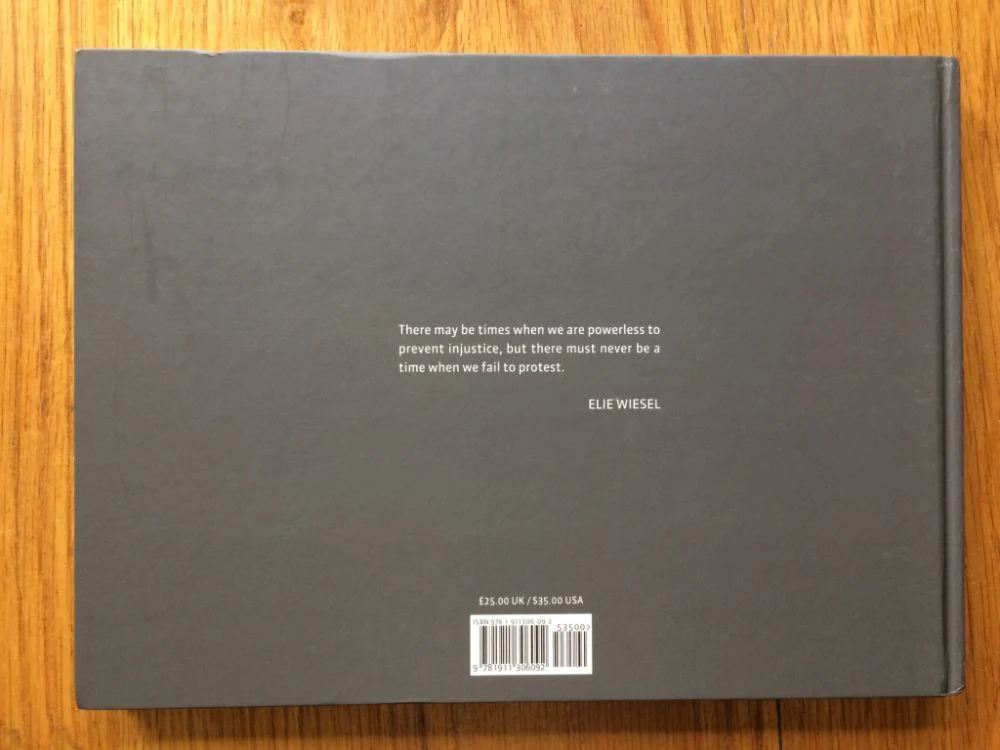 There may be times when we are powerless to
prevent injustice, but there must never be a
time when we fail to protest.
ELIE WIESEL
£25.00 UK / $35.00 USA
ISBN 978 1 911306 09 2
53500>
9 781911 306092